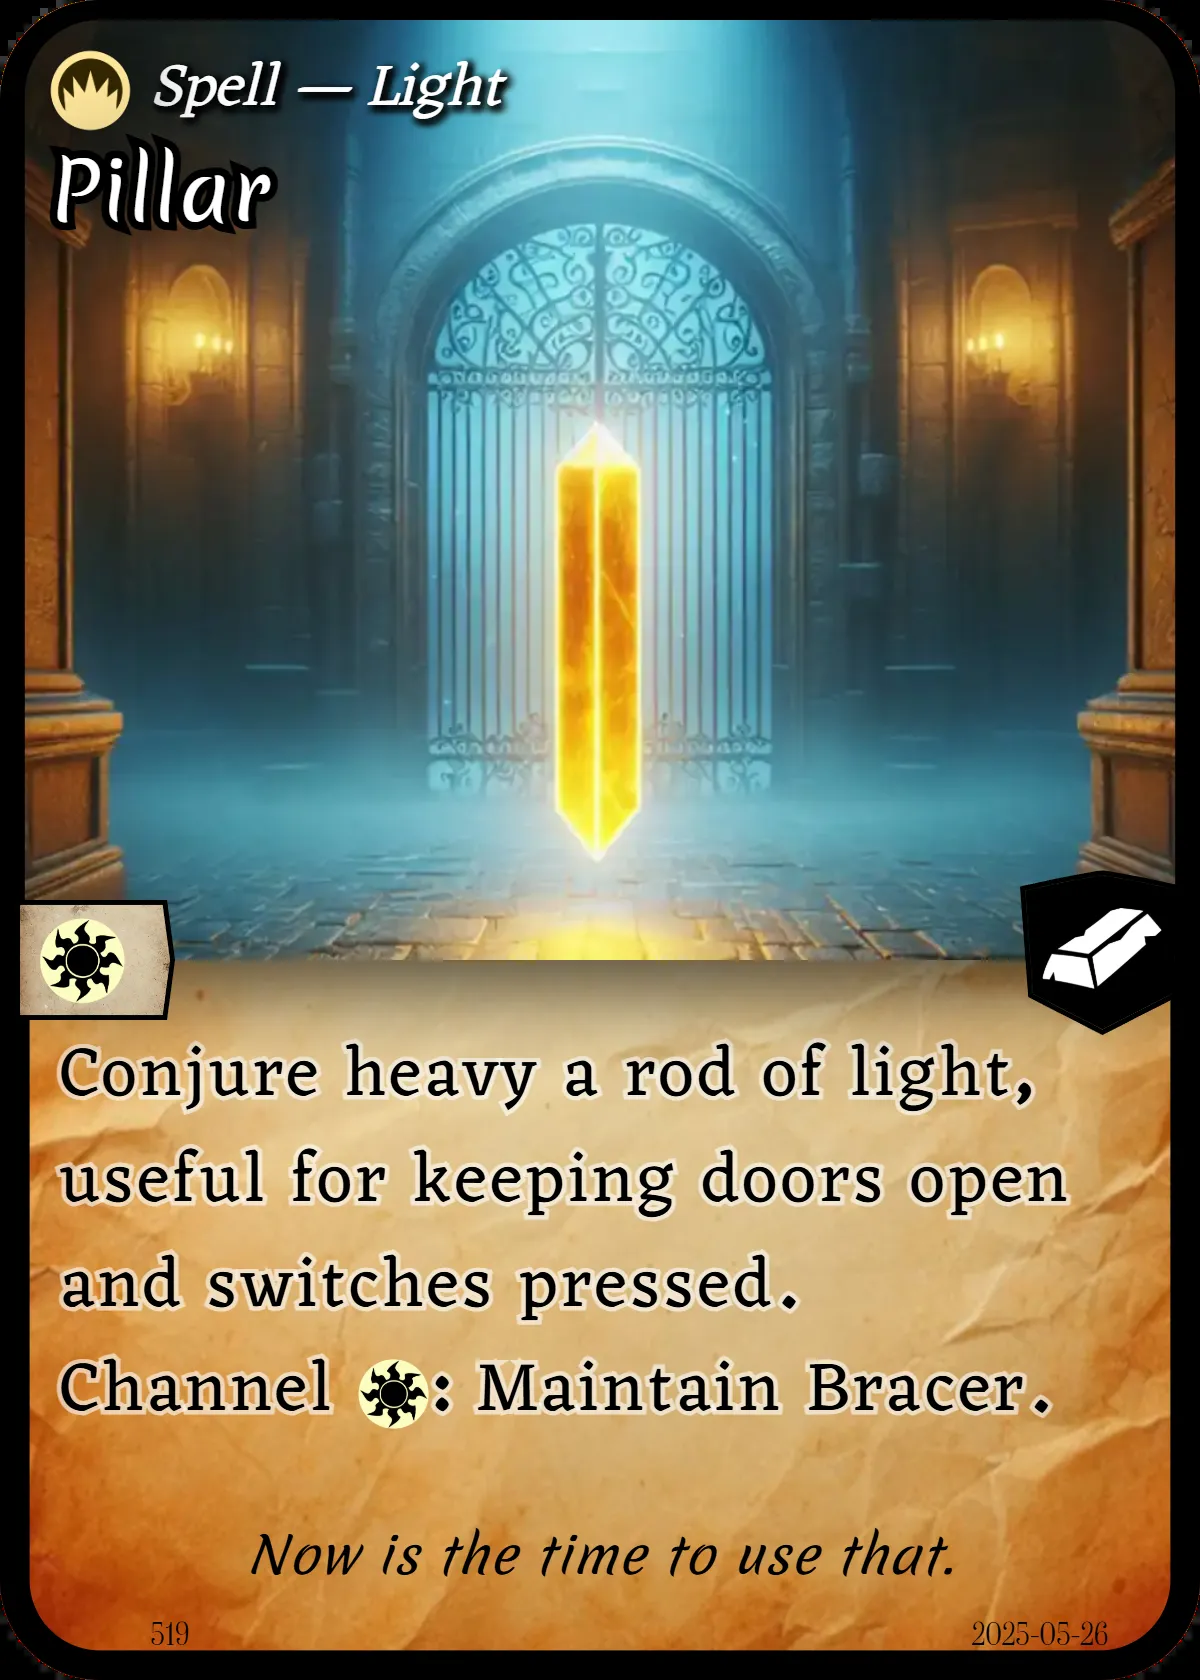 Spell — Light
Pillar
Conjure heavy a rod of light,
useful for keeping doors open
and switches pressed.
Channel : Maintain Bracer.
Now is the time to use that.
519
2025-05-26